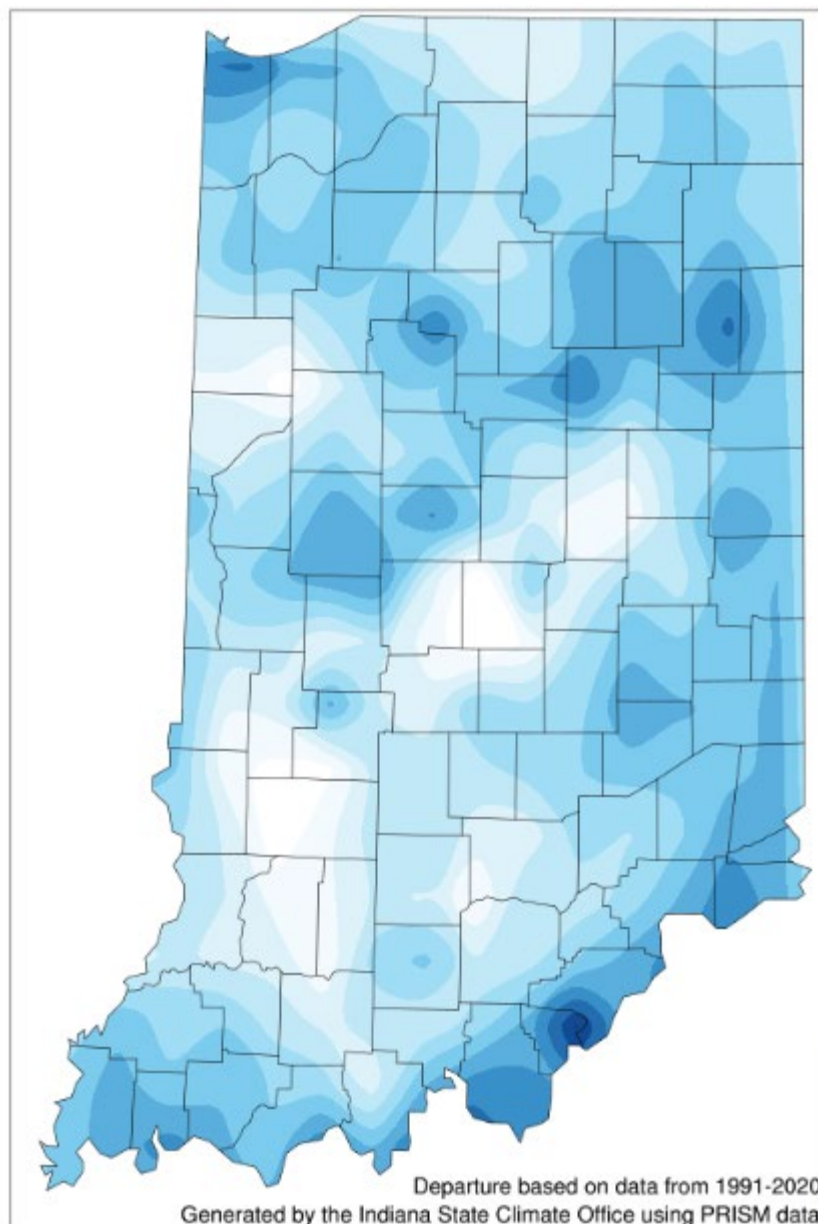 Departure based on data from 1991-2020
Generated by the Indiana State Climate Office using PRISM data